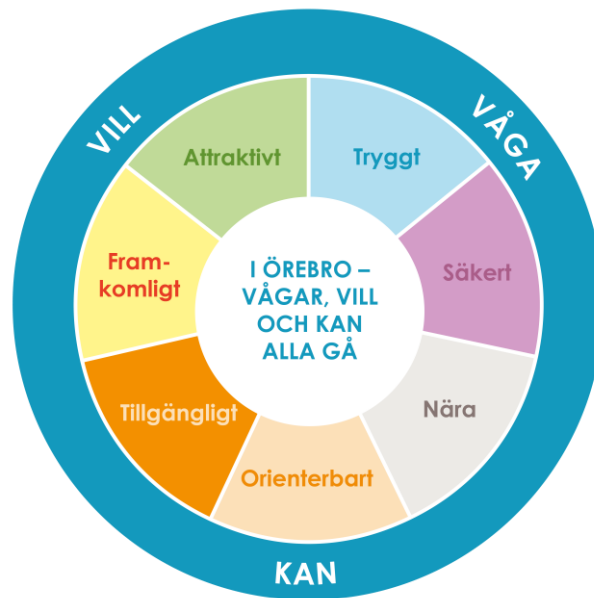 VILL
VÅGA
Attraktivt
Tryggt
Fram-
komligt
I ÖREBRO –
VÅGAR, VILL
OCH KAN
ALLA GÅ
Säkert
Tillgängligt
Nära
Orienterbart
KAN